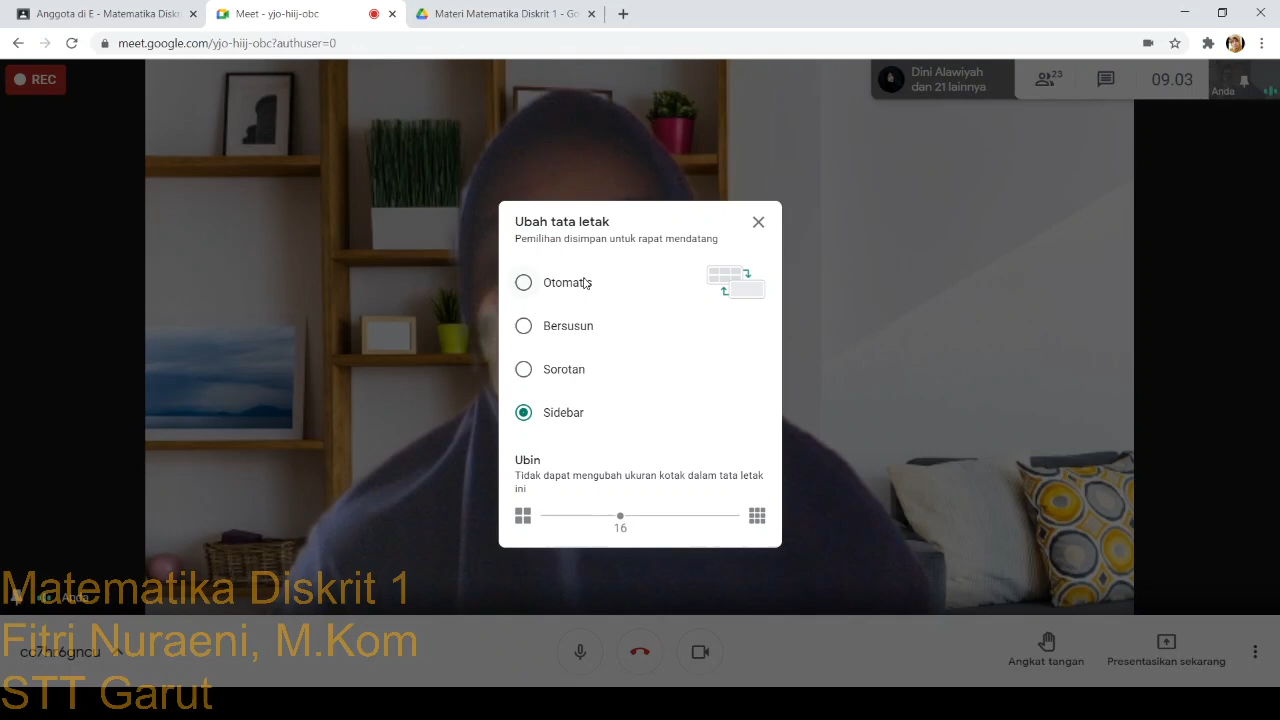 Anggota di E - Matematika Diskr
Meet - yjo-hiij-obc
Materi Matematika Diskrit 1 - Go
meet.google.com/yjo-hiij-obc?authuser=0
REC
Dini Alawiyah
dan 21 lainnya
23
09.03
Anda
Ubah tata letak
Pemilihan disimpan untuk rapat mendatang
Otomatis
Bersusun
Sorotan
Sidebar
Ubin
Tidak dapat mengubah ukuran kotak dalam tata letak
ini
16
Matematika Diskrit 1
Anda
Fitri Nuraeni, M.Kom
STT Garut
Angkat tangan
Presentasikan sekarang